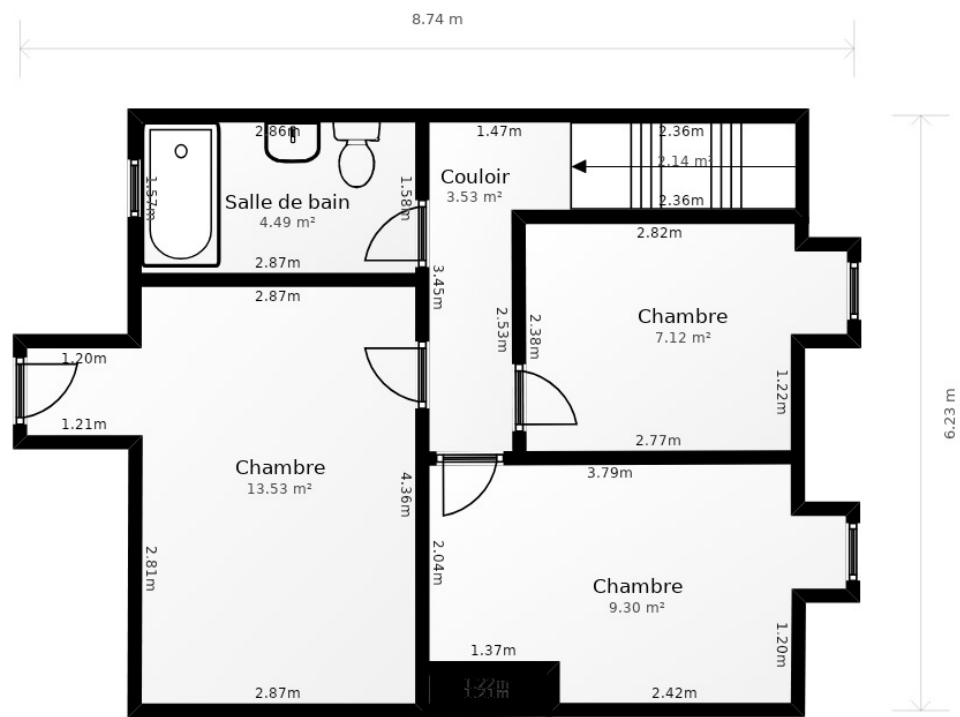 8.74 m
2.86m
1.47m
2.36m
2.14 m²
Couloir
3.53 m²
2.36m
1.57m
1.58m
Salle de bain
4.49 m²
2.87m
2.82m
3.45m
2.87m
2.53m
2.38m
Chambre
7.12 m²
1.20m
1.22m
6.23 m
1.21m
2.77m
Chambre
13.53 m²
4.36m
3.79m
2.81m
2.04m
Chambre
9.30 m²
1.37m
1.20m
2.87m
2.42m